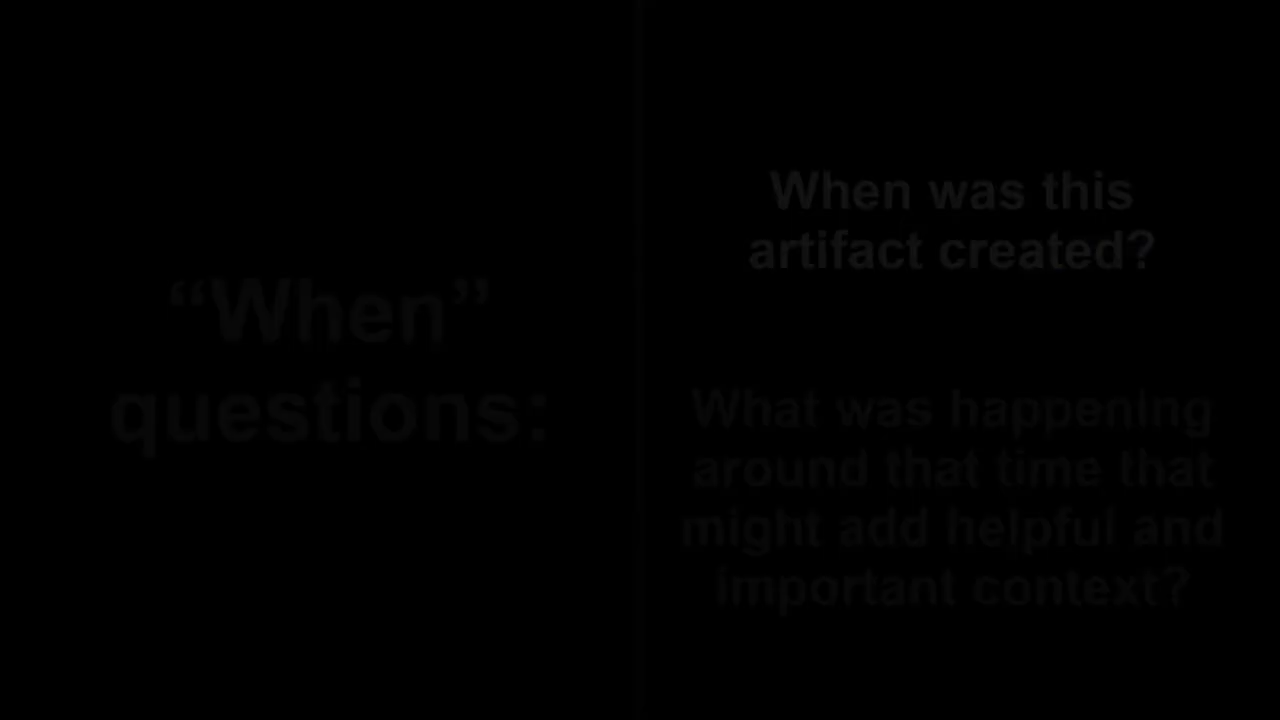 “When”
questions:
When was this
artifact created?
What was happening
around that time that
might add helpful and
important context?